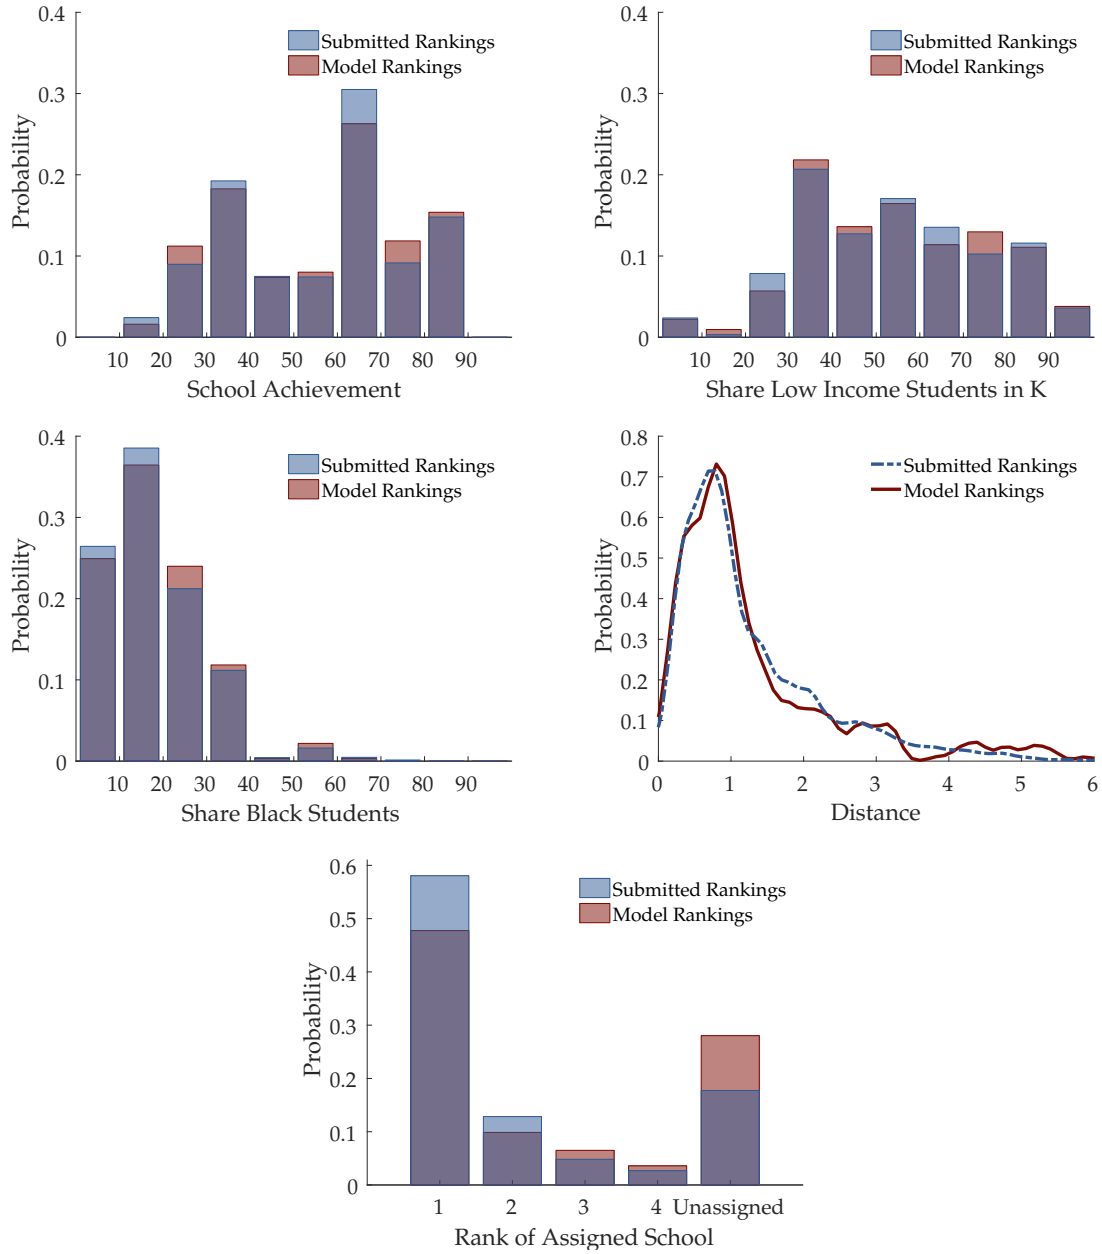 0.4
0.3
0.2
0.1
0
Probability
Submitted Rankings
Model Rankings
10 20 30 40 50 60 70 80 90
School Achievement
0.4
0.3
0.2
0.1
0
Probability
Submitted Rankings
Model Rankings
10 20 30 40 50 60 70 80 90
Share Low Income Students in K
0.4
0.3
0.2
0.1
0
Probability
Submitted Rankings
Model Rankings
10 20 30 40 50 60 70 80 90
Share Black Students
0.8
0.7
0.6
0.5
0.4
0.3
0.2
0.1
0
Probability
Submitted Rankings
Model Rankings
0 1 2 3 4 5 6
Distance
0.6
0.5
0.4
0.3
0.2
0.1
0
Probability
Submitted Rankings
Model Rankings
1 2 3 4 Unassigned
Rank of Assigned School